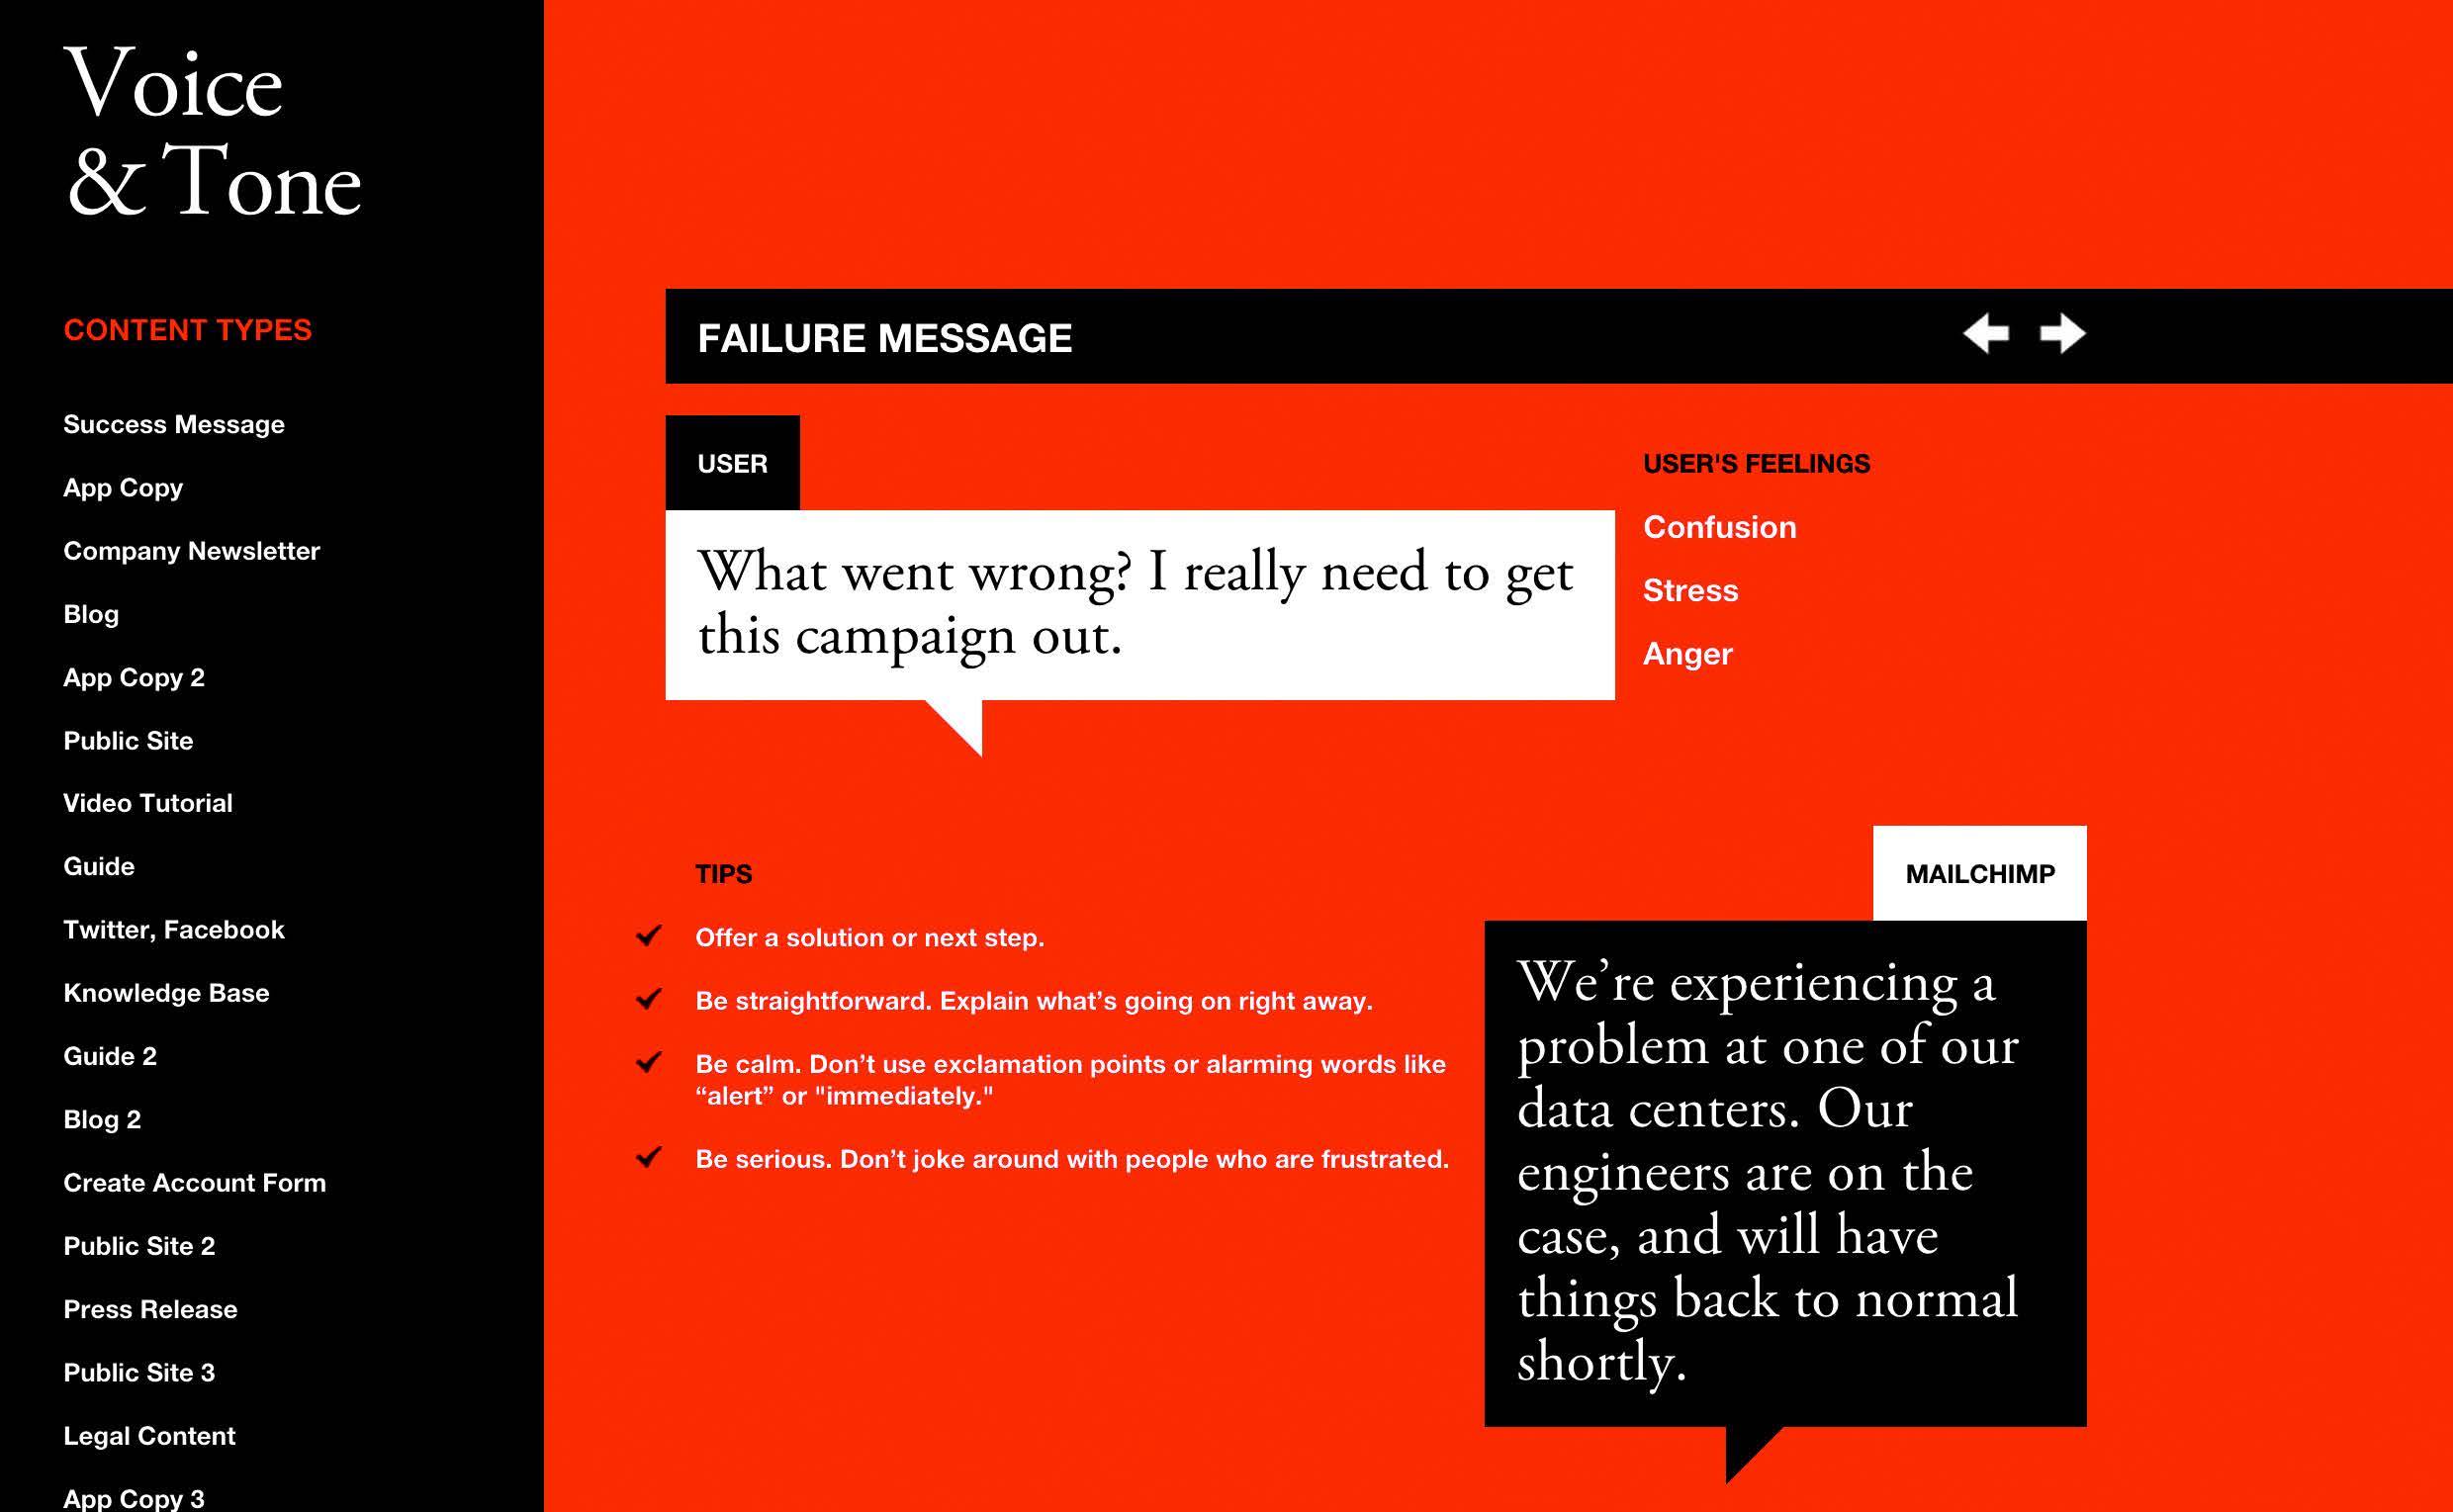 Voice
& Tone
CONTENT TYPES
Success Message
App Copy
Company Newsletter
Blog
App Copy 2
Public Site
Video Tutorial
Guide
Twitter, Facebook
Knowledge Base
Guide 2
Blog 2
Create Account Form
Public Site 2
Press Release
Public Site 3
Legal Content
App Copy 3
FAILURE MESSAGE
USER
What went wrong? I really need to get
this campaign out.
USER'S FEELINGS
Confusion
Stress
Anger
TIPS
Offer a solution or next step.
Be straightforward. Explain what’s going on right away.
Be calm. Don’t use exclamation points or alarming words like
“alert” or "immediately."
Be serious. Don’t joke around with people who are frustrated.
MAILCHIMP
We’re experiencing a
problem at one of our
data centers. Our
engineers are on the
case, and will have
things back to normal
shortly.